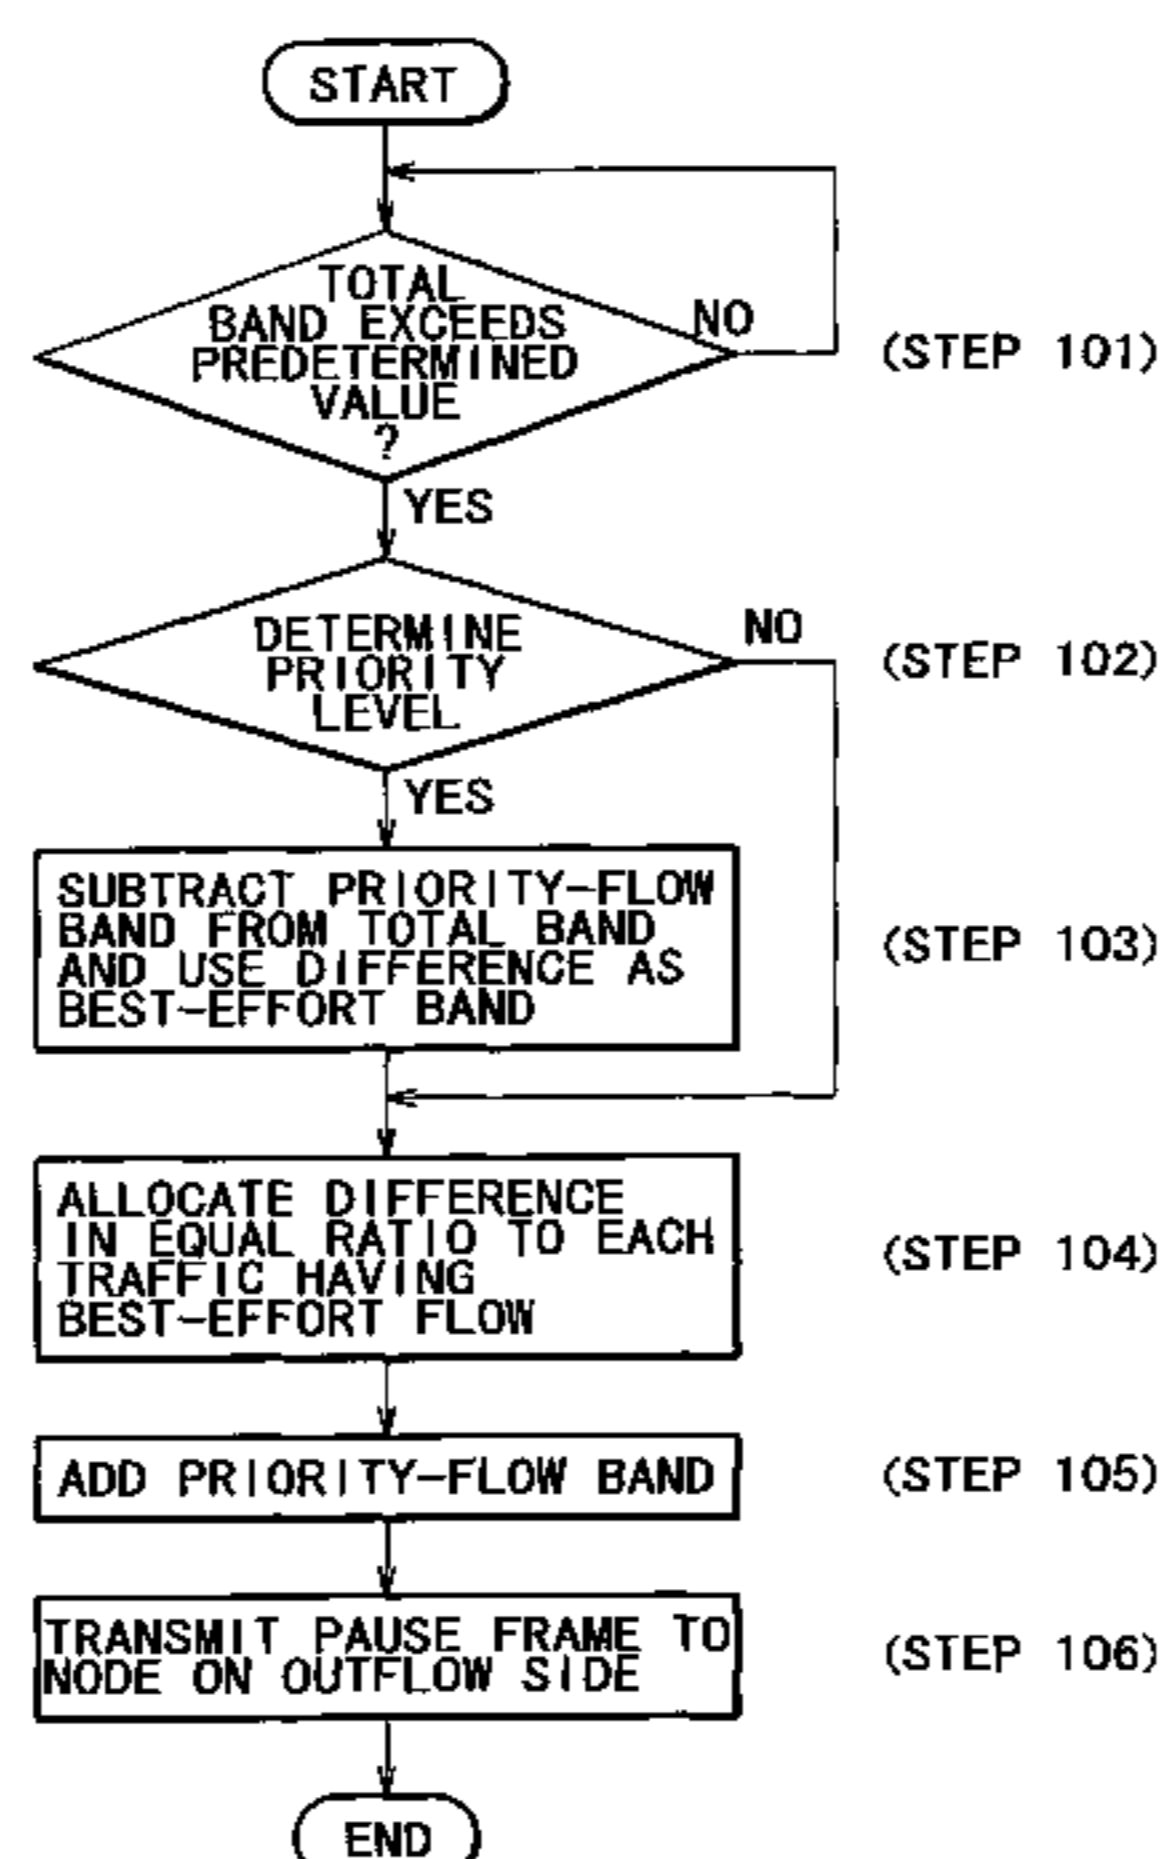 START
TOTAL
BAND EXCEEDS
PREDETERMINED
VALUE
?
NO
(STEP 101)
YES
DETERMINE
PRIORITY
LEVEL
NO
(STEP 102)
YES
SUBTRACT PRIORITY-FLOW
BAND FROM TOTAL BAND
AND USE DIFFERENCE AS
BEST-EFFORT BAND
(STEP 103)
ALLOCATE DIFFERENCE
IN EQUAL RATIO TO EACH
TRAFFIC HAVING
BEST-EFFORT FLOW
(STEP 104)
ADD PRIORITY-FLOW BAND
(STEP 105)
TRANSMIT PAUSE FRAME TO
NODE ON OUTFLOW SIDE
(STEP 106)
END